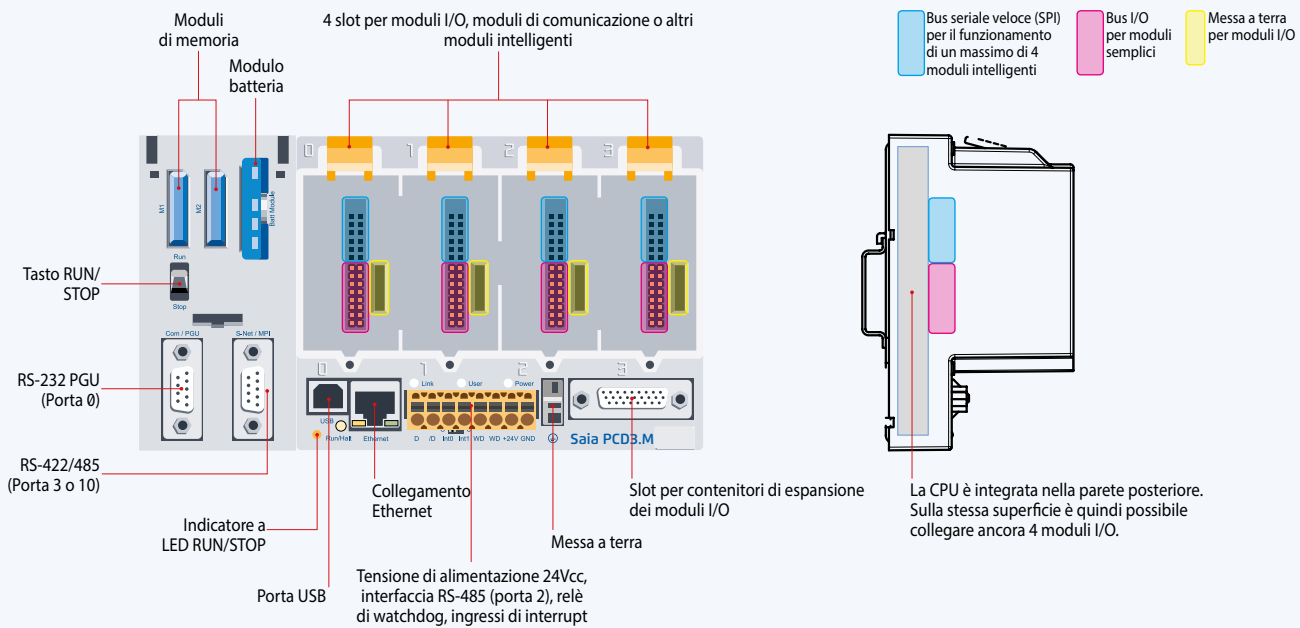 Moduli
di memoria
4 slot per moduli I/O, moduli di comunicazione o altri
moduli intelligenti
Bus seriale veloce (SPI)
per il funzionamento
di un massimo di 4
moduli intelligenti
Bus I/O
per moduli
semplici
Messa a terra
per moduli I/O
Modulo
batteria
0
1
2
3
M1
M2
Batt Module
Run
Stop
Tasto RUN/
STOP
Com / PGU
S-Net / MPI
RS-232 PGU
(Porta 0)
RS-422/485
(Porta 3 o 10)
0
1
2
3
Link
User
Power
USB
Run/Halt
Ethernet
D /D Int0 Int1 WD WD +24V GND
Saia PCD3.M
Indicatore a
LED RUN/STOP
Porta USB
Collegamento
Ethernet
Tensione di alimentazione 24Vcc,
interfaccia RS-485 (porta 2), relè
di watchdog, ingressi di interrupt
Messa a terra
Slot per contenitori di espansione
dei moduli I/O
La CPU è integrata nella parete posteriore.
Sulla stessa superficie è quindi possibile
collegare ancora 4 moduli I/O.